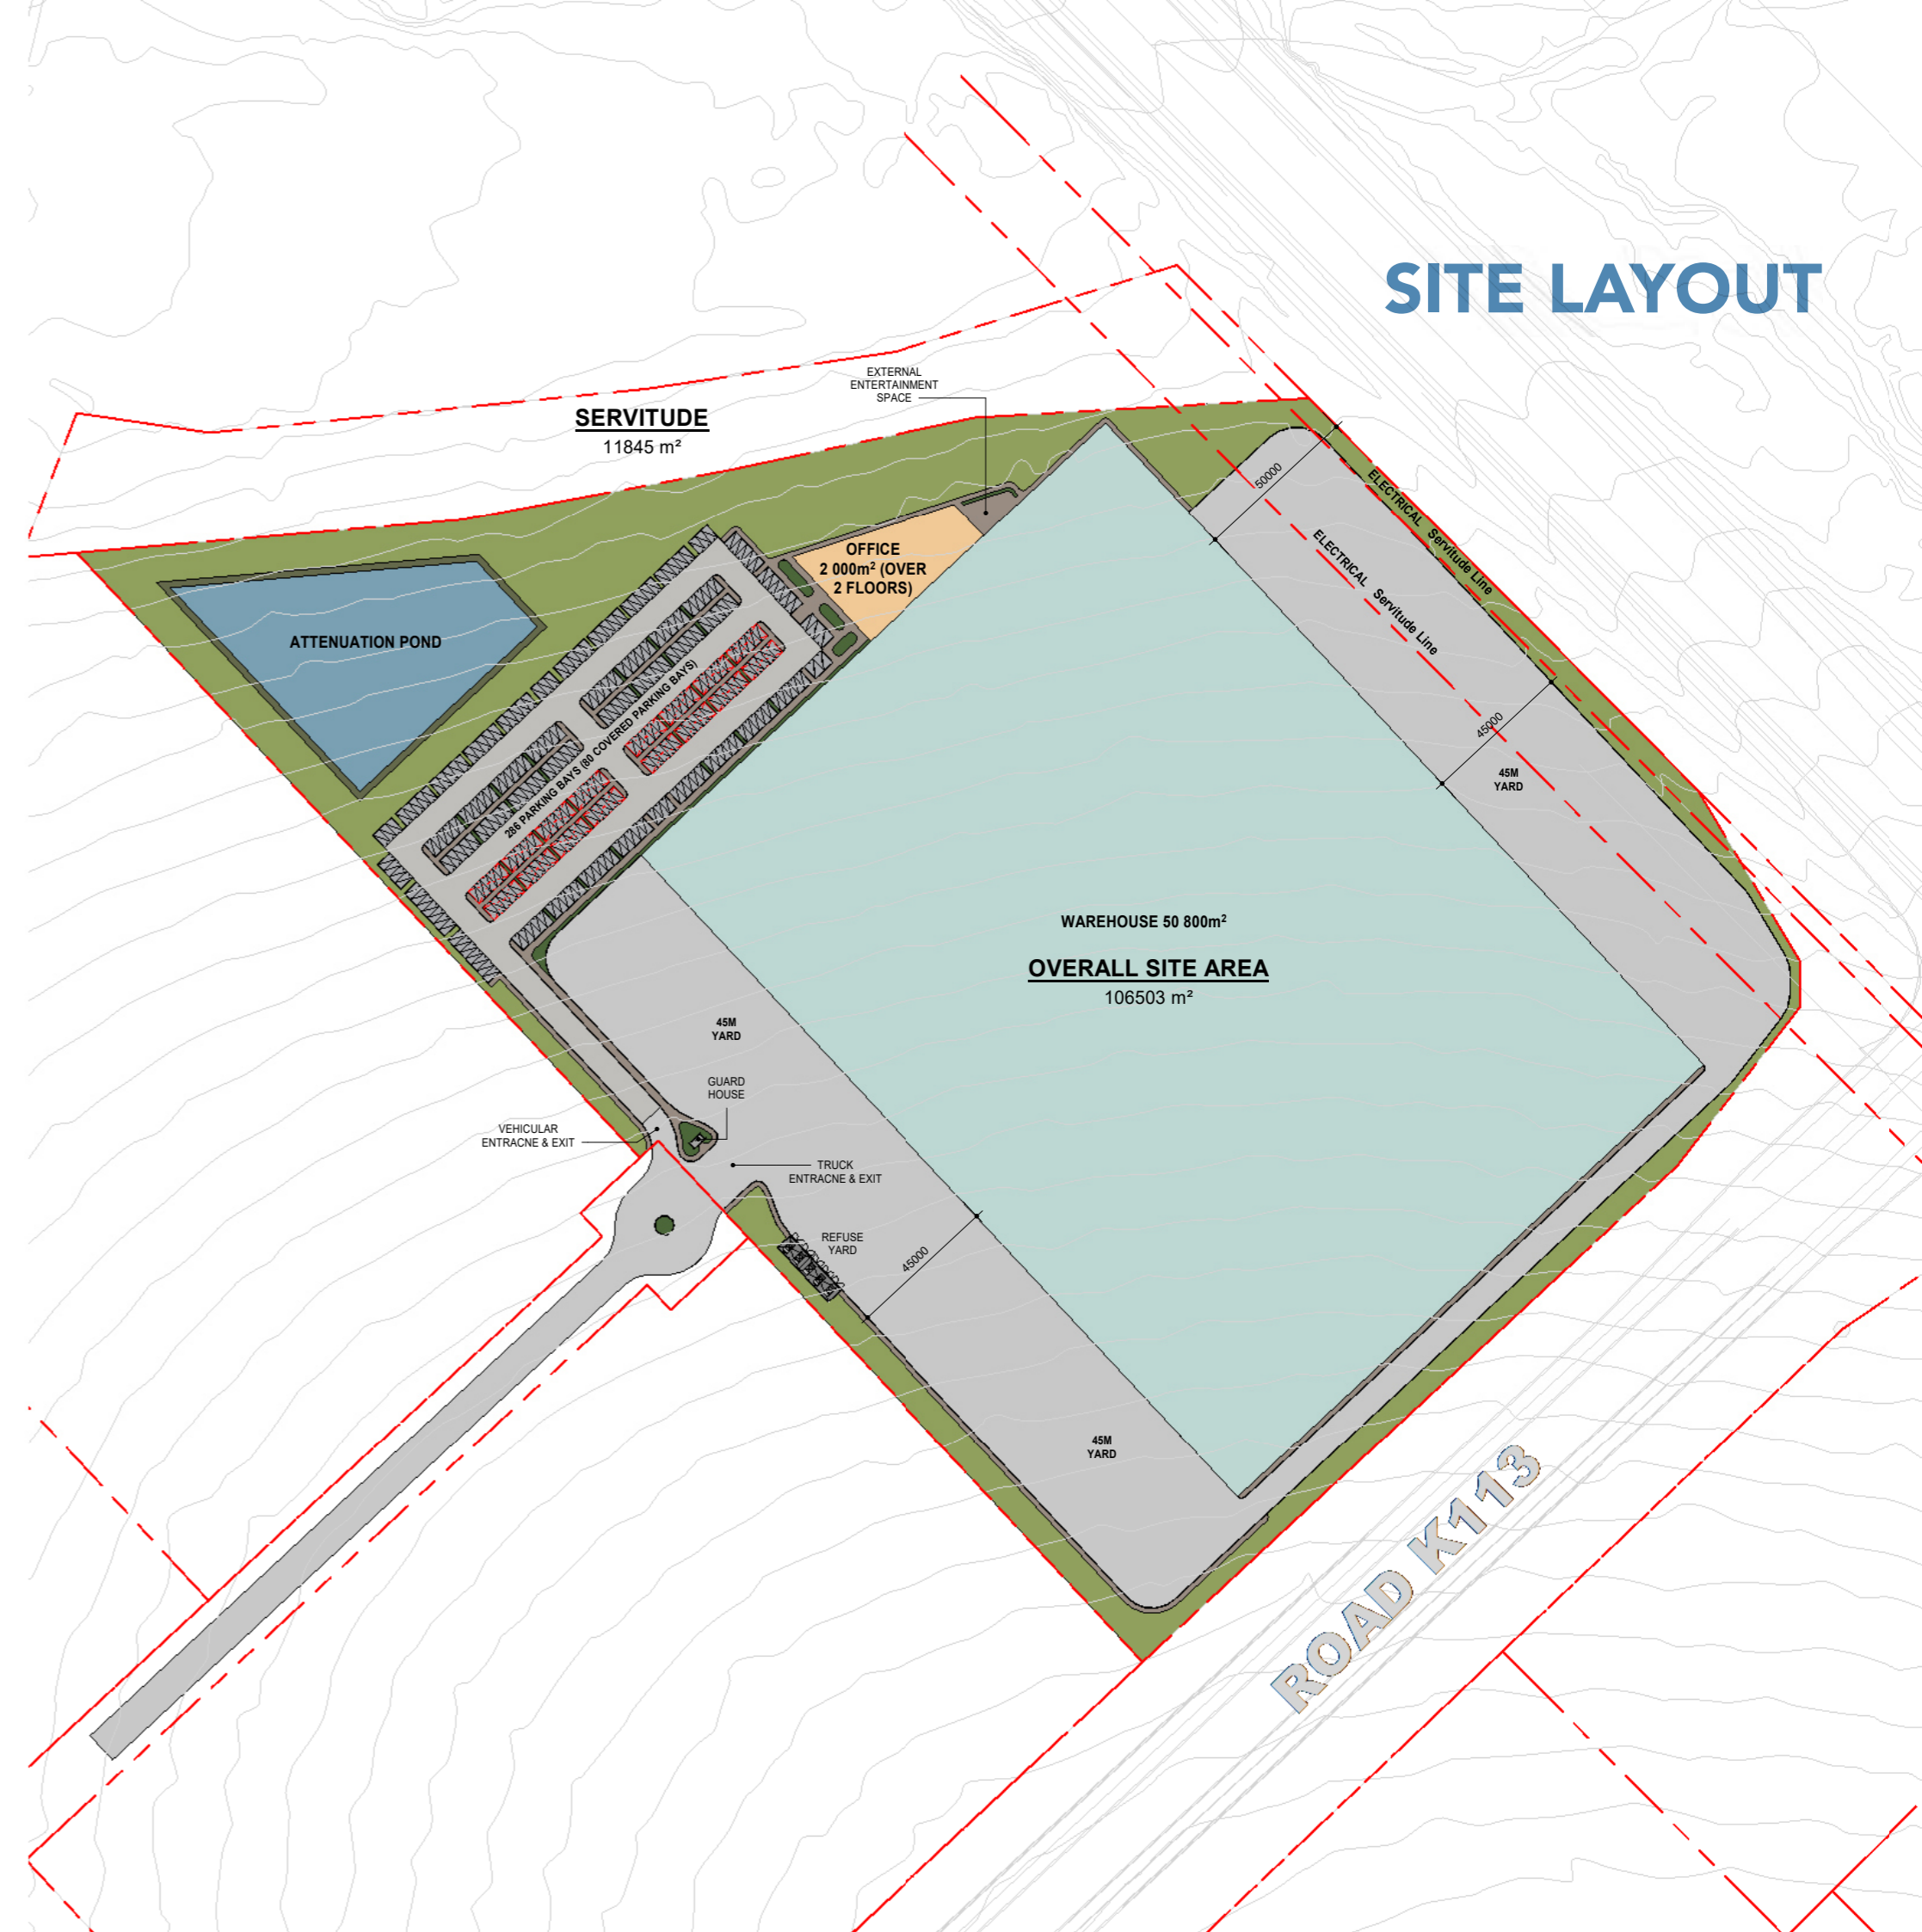 SITE LAYOUT
EXTERNAL
ENTERTAINMENT
SPACE
SERVITUDE
11845 m²
50000
ELECTRICAL Servitude Line
ELECTRICAL Servitude Line
OFFICE
2 000m² (OVER
2 FLOORS)
ATTENUATION POND
286 PARKING BAYS (80 COVERED PARKING BAYS)
45000
45M
YARD
WAREHOUSE 50 800m²
OVERALL SITE AREA
106503 m²
45M
YARD
GUARD
HOUSE
VEHICULAR
ENTRACNE & EXIT
TRUCK
ENTRACNE & EXIT
REFUSE
YARD
45000
45M
YARD
ROAD K113